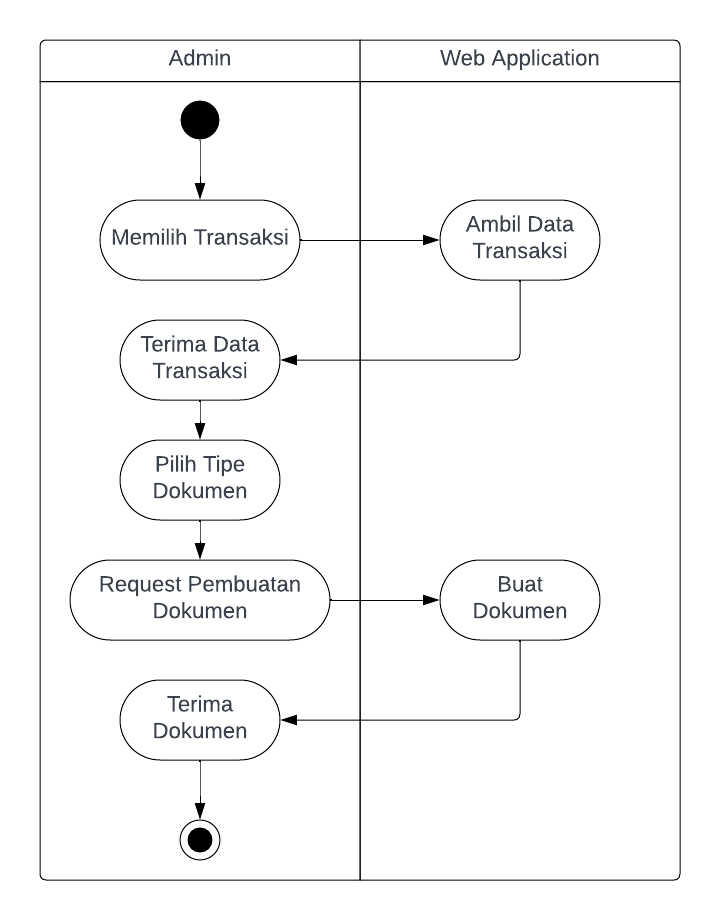 Admin
Web Application
Memilih Transaksi
Ambil Data
Transaksi
Terima Data
Transaksi
Pilih Tipe
Dokumen
Request Pembuatan
Dokumen
Buat
Dokumen
Terima
Dokumen